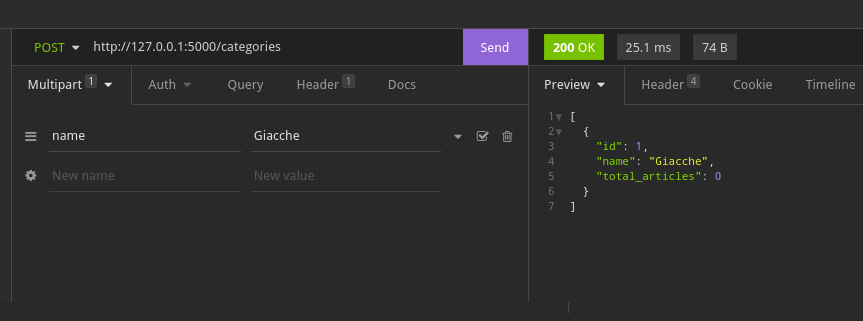 POST http://127.0.0.1:5000/categories Send 200 OK 25.1 ms 74 B
Multipart 1 Auth Query Header 1 Docs Preview Header 4 Cookie Timeline
name Giacche
New name New value
1 [
2 {
3 "id": 1,
4 "name": "Giacche",
5 "total_articles": 0
6 }
7 ]